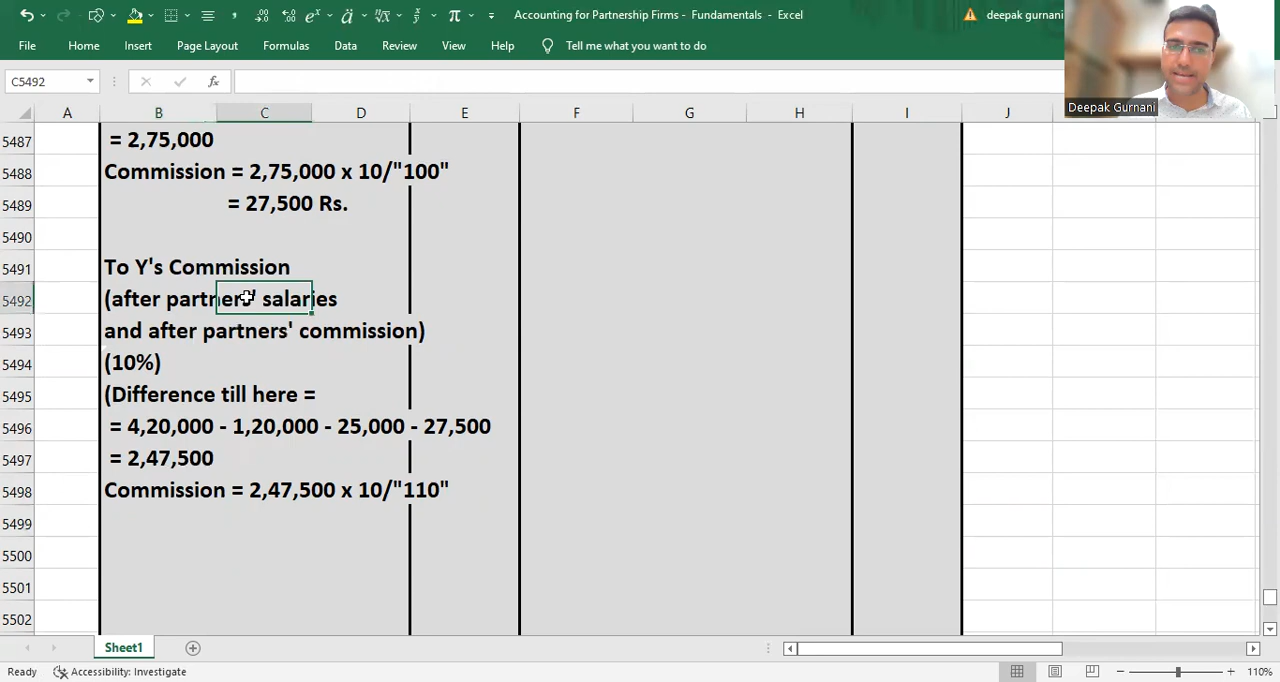 Accounting for Partnership Firms - Fundamentals - Excel
deepak gurnani
File Home Insert Page Layout Formulas Data Review View Help Tell me what you want to do
C5492
Deepak Gurnani
A B C D E F G H I J
5487 = 2,75,000
5488 Commission = 2,75,000 x 10/"100"
5489 = 27,500 Rs.
5490
5491 To Y's Commission
5492 (after partners' salaries
5493 and after partners' commission)
5494 (10%)
5495 (Difference till here =
5496 = 4,20,000 - 1,20,000 - 25,000 - 27,500
5497 = 2,47,500
5498 Commission = 2,47,500 x 10/"110"
5499
5500
5501
5502
Sheet1
Ready Accessibility: Investigate 110%